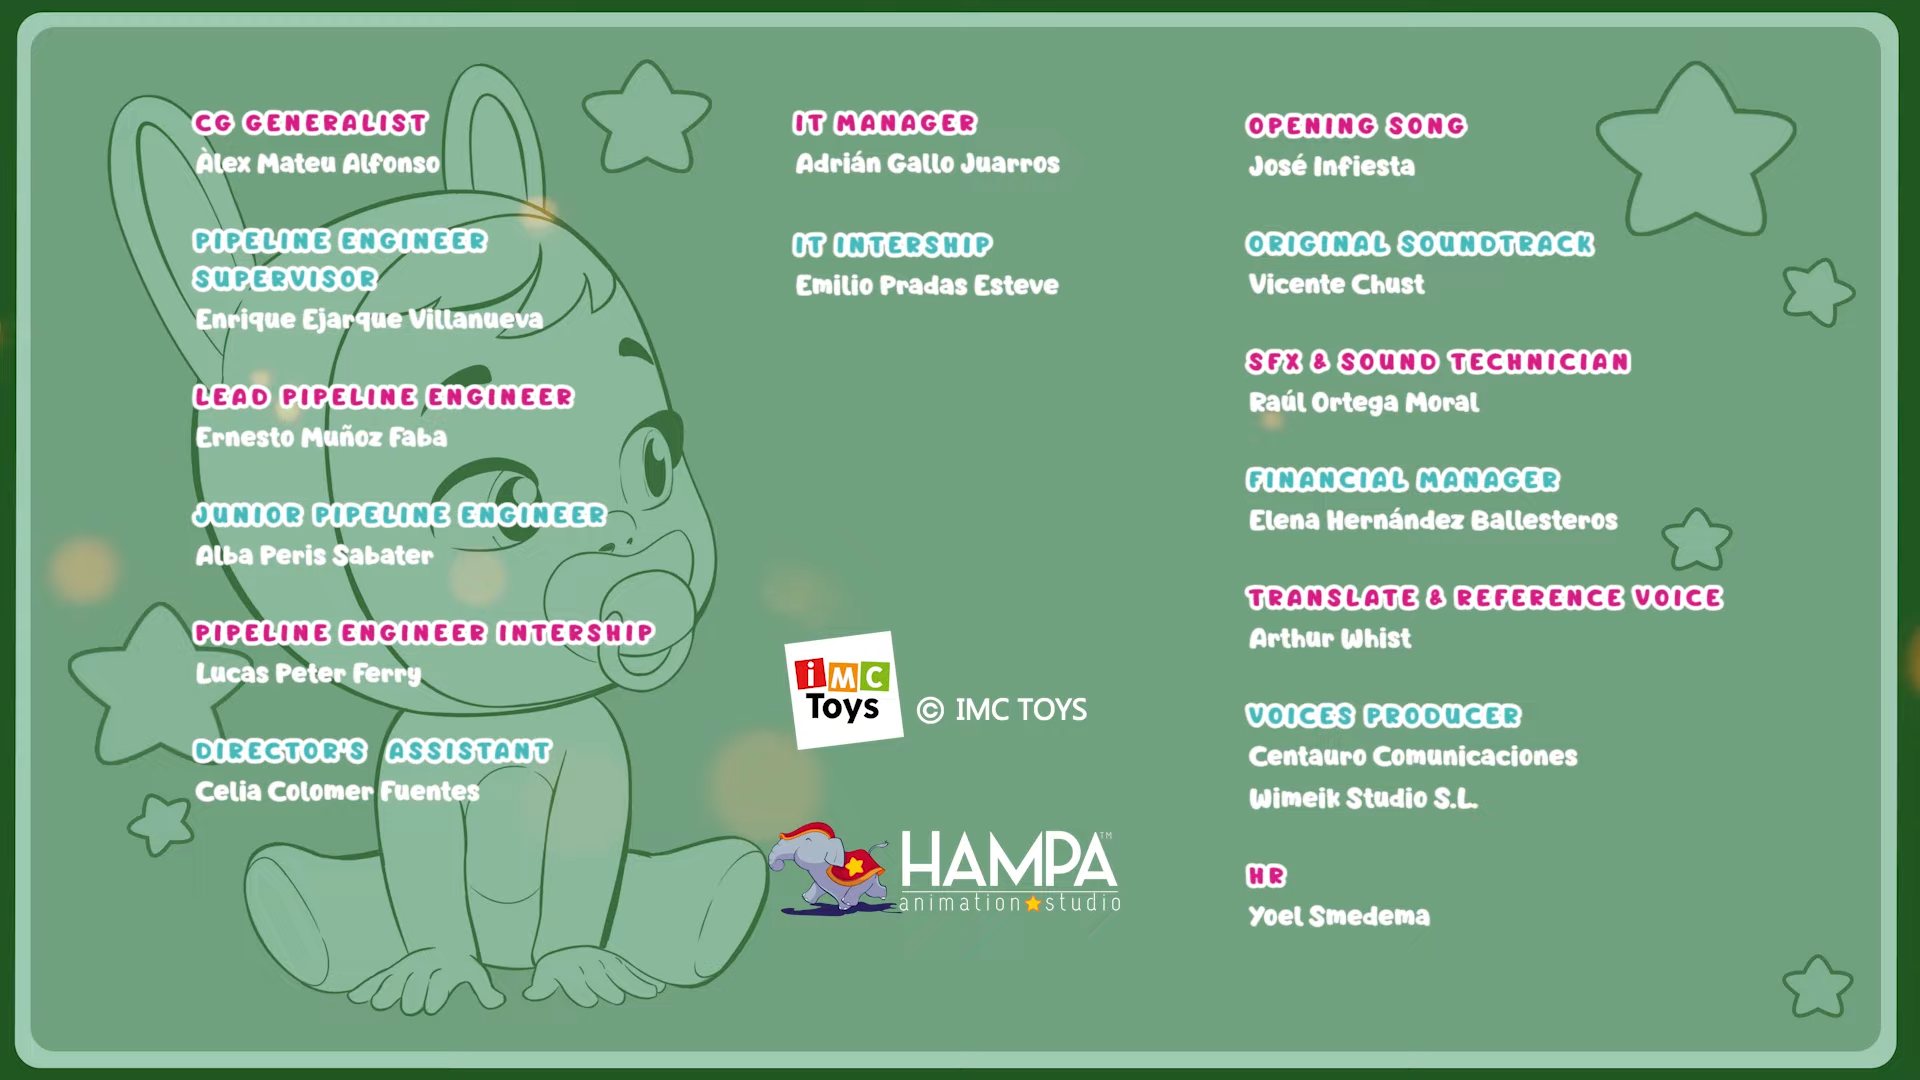 CG GENERALIST
Àlex Mateu Alfonso
PIPELINE ENGINEER
SUPERVISOR
Enrique Ejarque Villanueva
LEAD PIPELINE ENGINEER
Ernesto Muñoz Faba
JUNIOR PIPELINE ENGINEER
Alba Peris Sabater
PIPELINE ENGINEER INTERSHIP
Lucas Peter Ferry
DIRECTOR'S ASSISTANT
Celia Colomer Fuentes
IT MANAGER
Adrián Gallo Juarros
IT INTERSHIP
Emilio Pradas Esteve
iMC
Toys
© IMC TOYS
HAMPA™
animation studio
OPENING SONG
José Infiesta
ORIGINAL SOUNDTRACK
Vicente Chust
SFX & SOUND TECHNICIAN
Raúl Ortega Moral
FINANCIAL MANAGER
Elena Hernández Ballesteros
TRANSLATE & REFERENCE VOICE
Arthur Whist
VOICES PRODUCER
Centauro Comunicaciones
Wimeik Studio S.L.
HR
Yoel Smedema